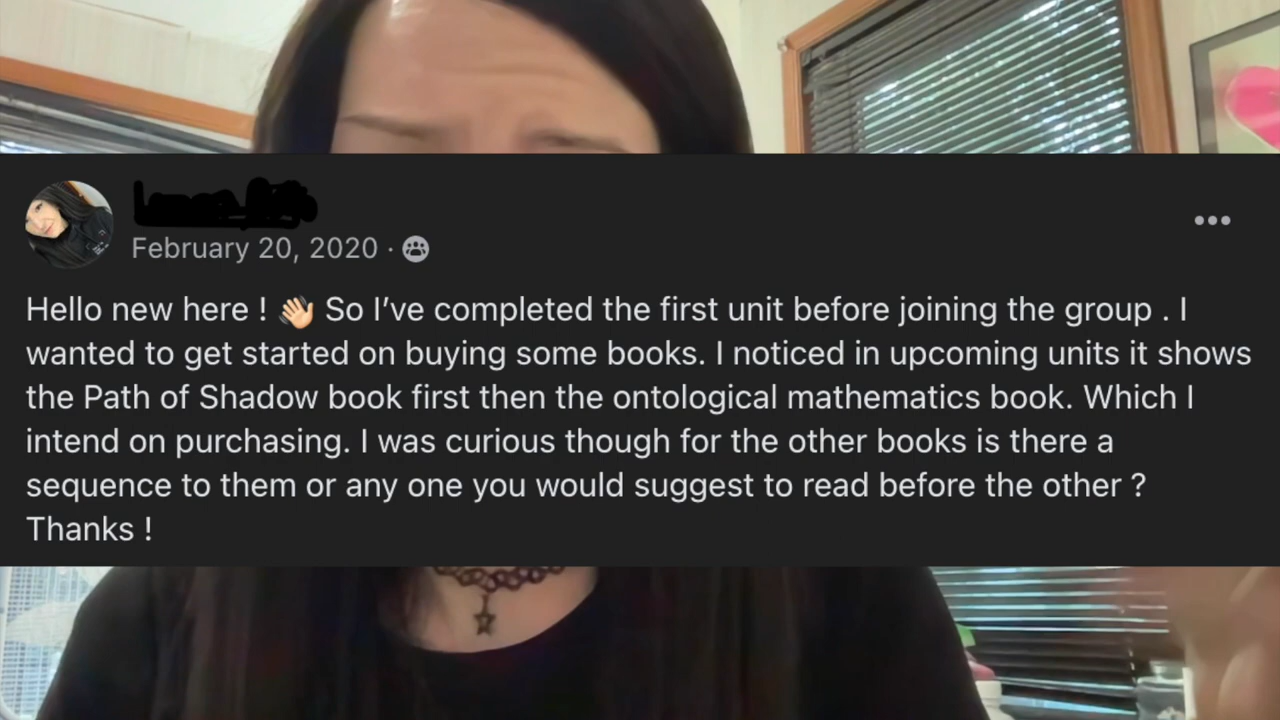 February 20, 2020 ·
Hello new here ! 👋🏻 So I’ve completed the first unit before joining the group . I
wanted to get started on buying some books. I noticed in upcoming units it shows
the Path of Shadow book first then the ontological mathematics book. Which I
intend on purchasing. I was curious though for the other books is there a
sequence to them or any one you would suggest to read before the other ?
Thanks !